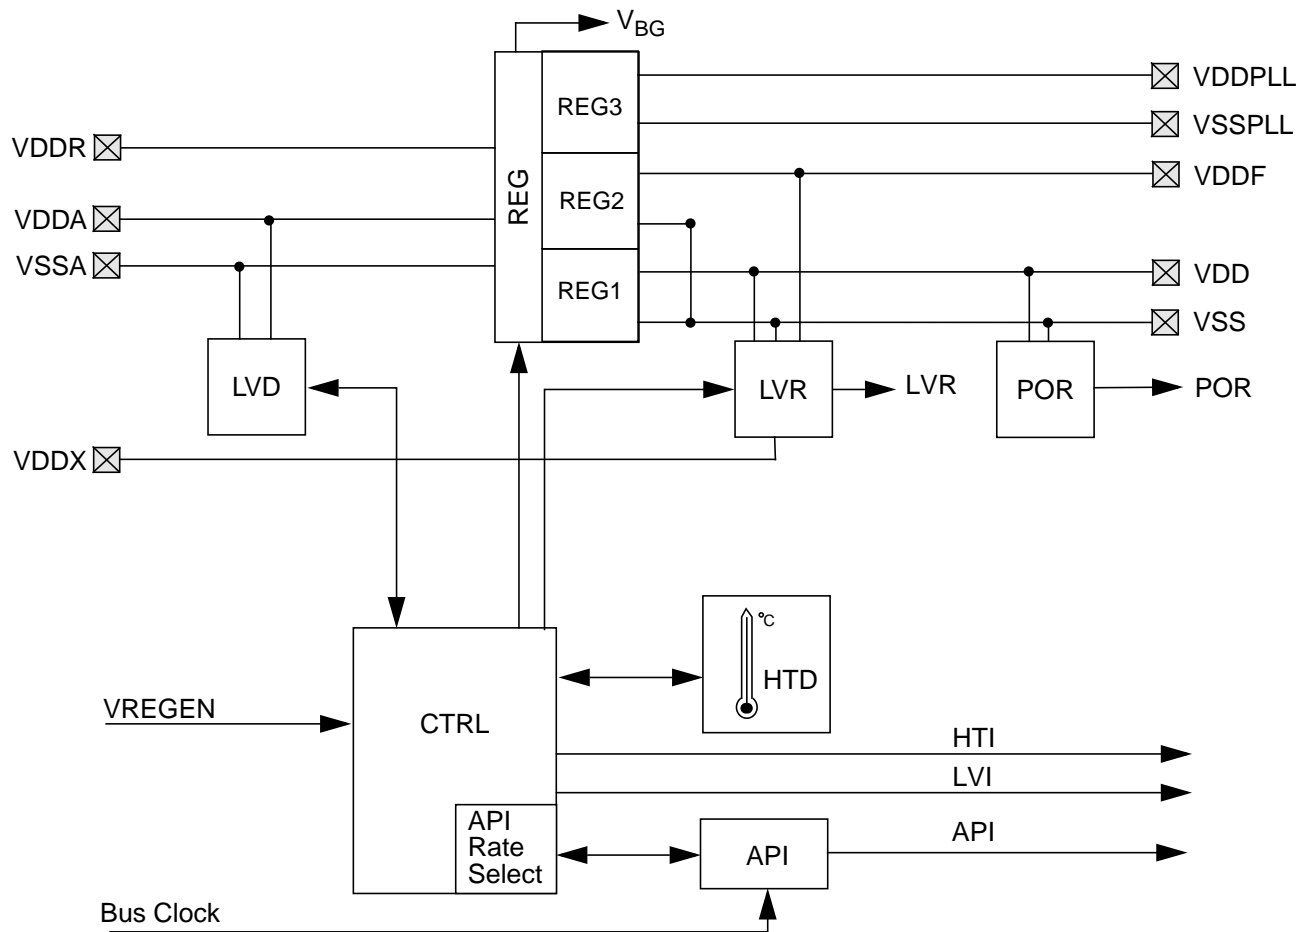 VBG
VDDPLL
REG3
VSSPLL
VDDR
VDDF
REG
REG2
VDDA
VSSA
VDD
REG1
VSS
LVD
LVR
LVR
POR
POR
VDDX
°C
HTD
VREGEN
CTRL
HTI
LVI
API
Rate
Select
API
API
Bus Clock